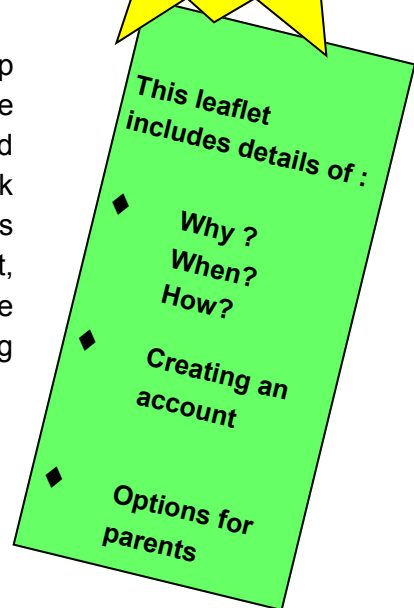 p
e
d
k
s
t,
e
g
This leaflet
includes details of :
♦ Why ?
When?
How?
♦ Creating an
account
♦ Options for
parents